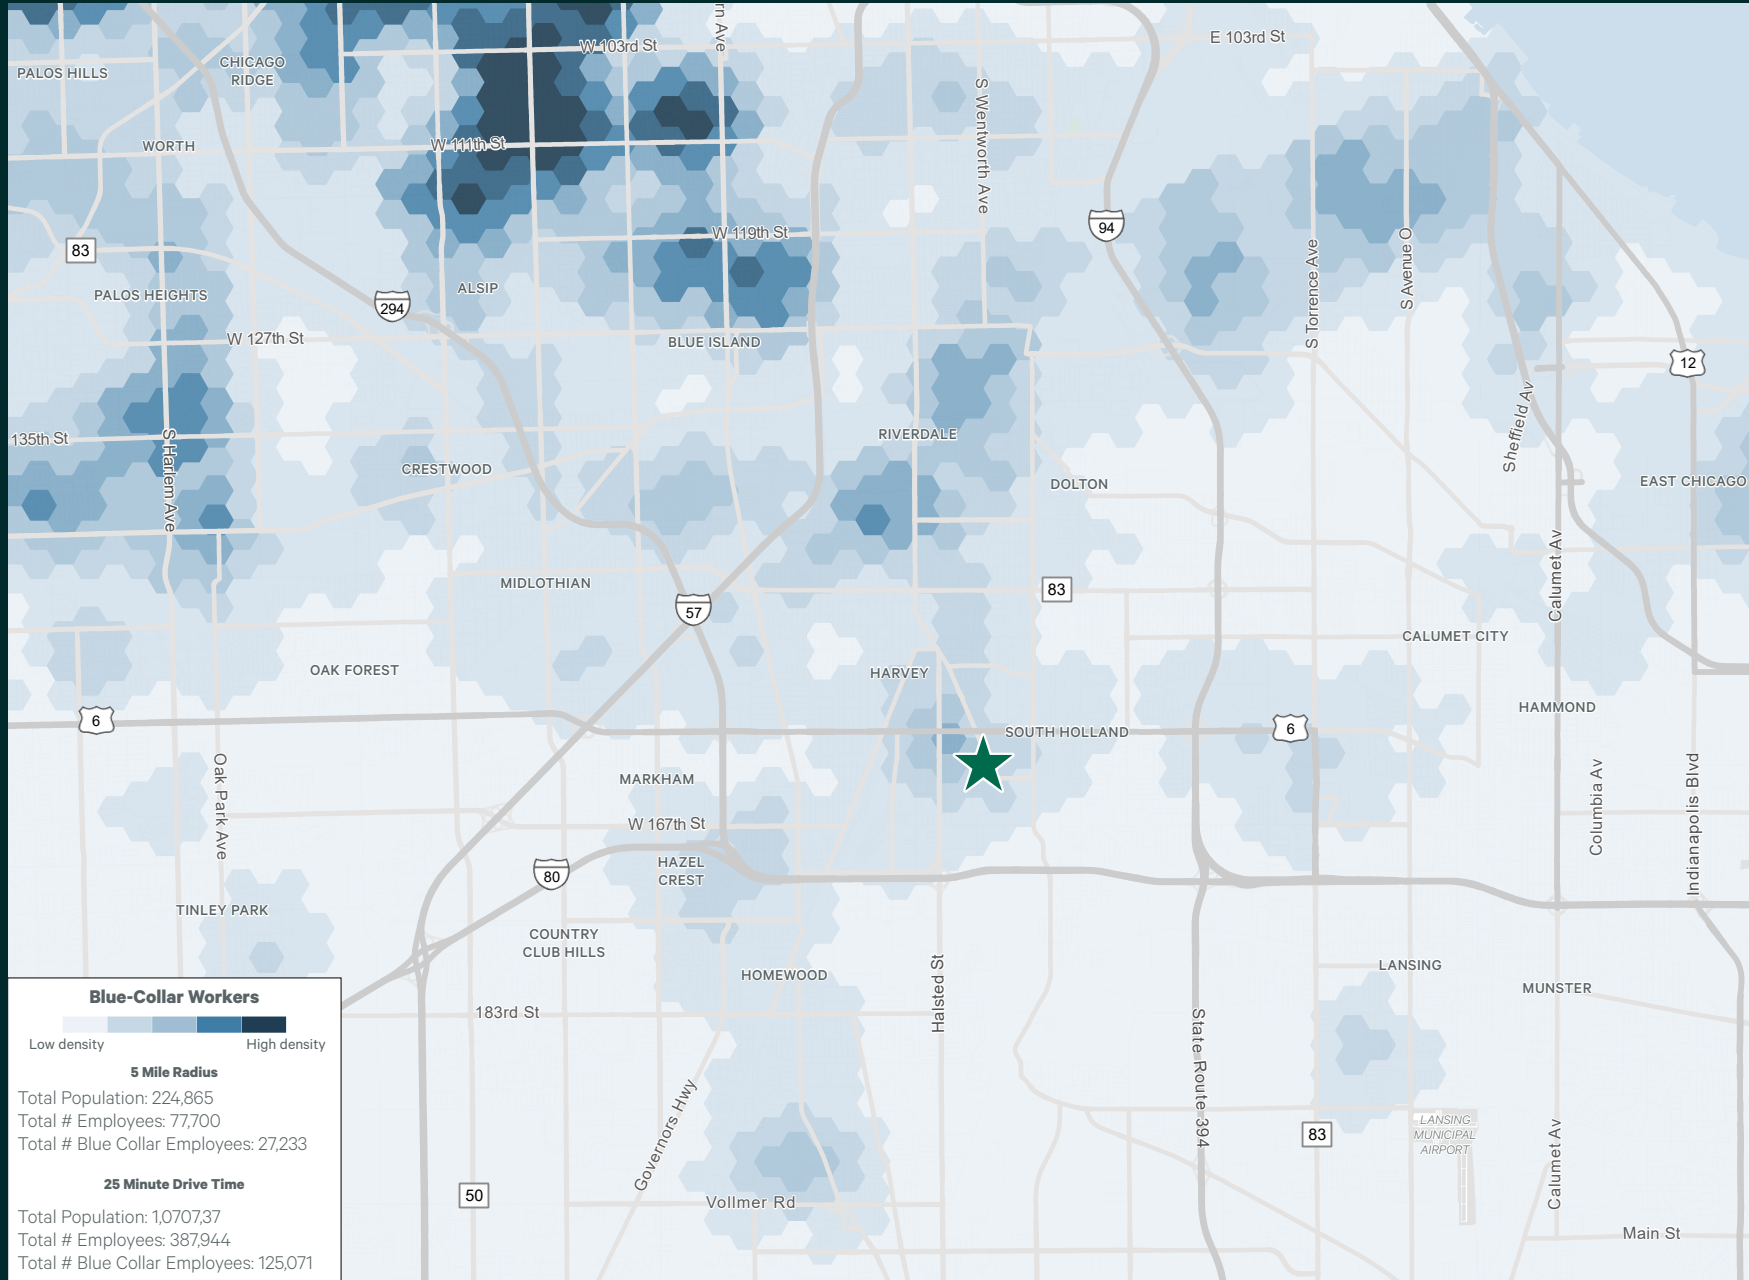 rn Ave
W 103rd St
E 103rd St
CHICAGO
RIDGE
PALOS HILLS
S Wentworth Ave
W 111th St
WORTH
94
W 119th St
83
S Torrence Ave
S Avenue O
PALOS HEIGHTS
ALSIP
294
W 127th St
BLUE ISLAND
12
Sheffield Av
135th St
S Harlem Ave
RIVERDALE
CRESTWOOD
DOLTON
EAST CHICAGO
MIDLOTHIAN
83
Calumet Av
57
CALUMET CITY
OAK FOREST
HARVEY
HAMMOND
6
SOUTH HOLLAND
6
Oak Park Ave
MARKHAM
Columbia Av
Indianapolis Blvd
W 167th St
HAZEL
CREST
80
TINLEY PARK
COUNTRY
CLUB HILLS
HOMEWOOD
Halsted St
LANSING
MUNSTER
183rd St
State Route 394
Governors Hwy
LANSING
MUNICIPAL
AIRPORT
83
Calumet Av
50
Vollmer Rd
Main St
Blue-Collar Workers
Low density High density
5 Mile Radius
Total Population: 224,865
Total # Employees: 77,700
Total # Blue Collar Employees: 27,233
25 Minute Drive Time
Total Population: 1,0707,37
Total # Employees: 387,944
Total # Blue Collar Employees: 125,071